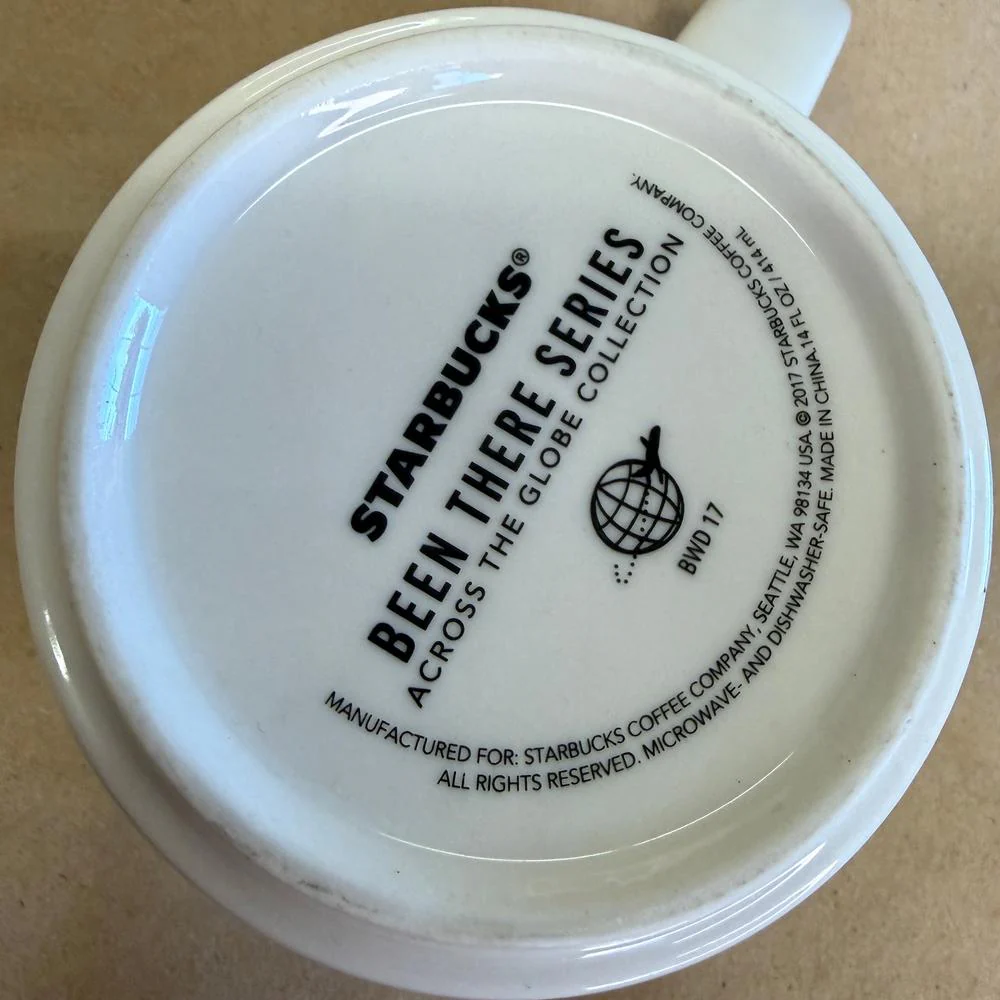 STARBUCKS®
BEEN THERE SERIES
ACROSS THE GLOBE COLLECTION
BWD 17
MANUFACTURED FOR: STARBUCKS COFFEE COMPANY, SEATTLE, WA 98134 USA. © 2017 STARBUCKS COFFEE COMPANY.
ALL RIGHTS RESERVED. MICROWAVE- AND DISHWASHER-SAFE. MADE IN CHINA.14 FL OZ / 414 mL